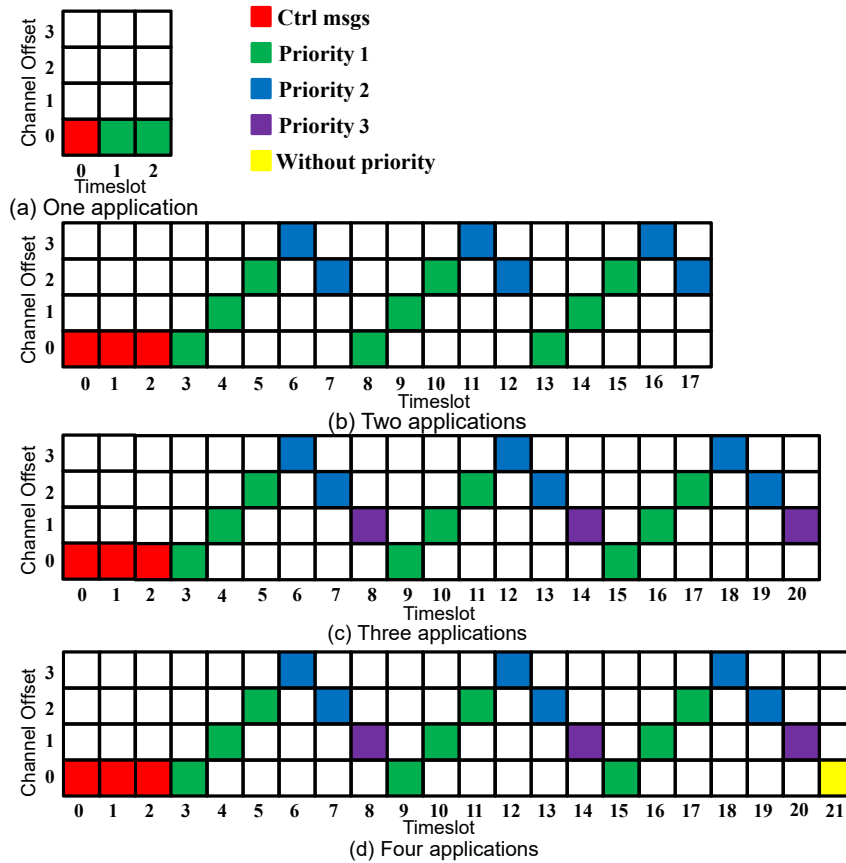 Channel Offset
3
2
1
0
0 1 2
Timeslot
(a) One application
Ctrl msgs
Priority 1
Priority 2
Priority 3
Without priority
Channel Offset
3
2
1
0
0 1 2 3 4 5 6 7 8 9 10 11 12 13 14 15 16 17
Timeslot
(b) Two applications
Channel Offset
3
2
1
0
0 1 2 3 4 5 6 7 8 9 10 11 12 13 14 15 16 17 18 19 20
Timeslot
(c) Three applications
Channel Offset
3
2
1
0
0 1 2 3 4 5 6 7 8 9 10 11 12 13 14 15 16 17 18 19 20 21
Timeslot
(d) Four applications